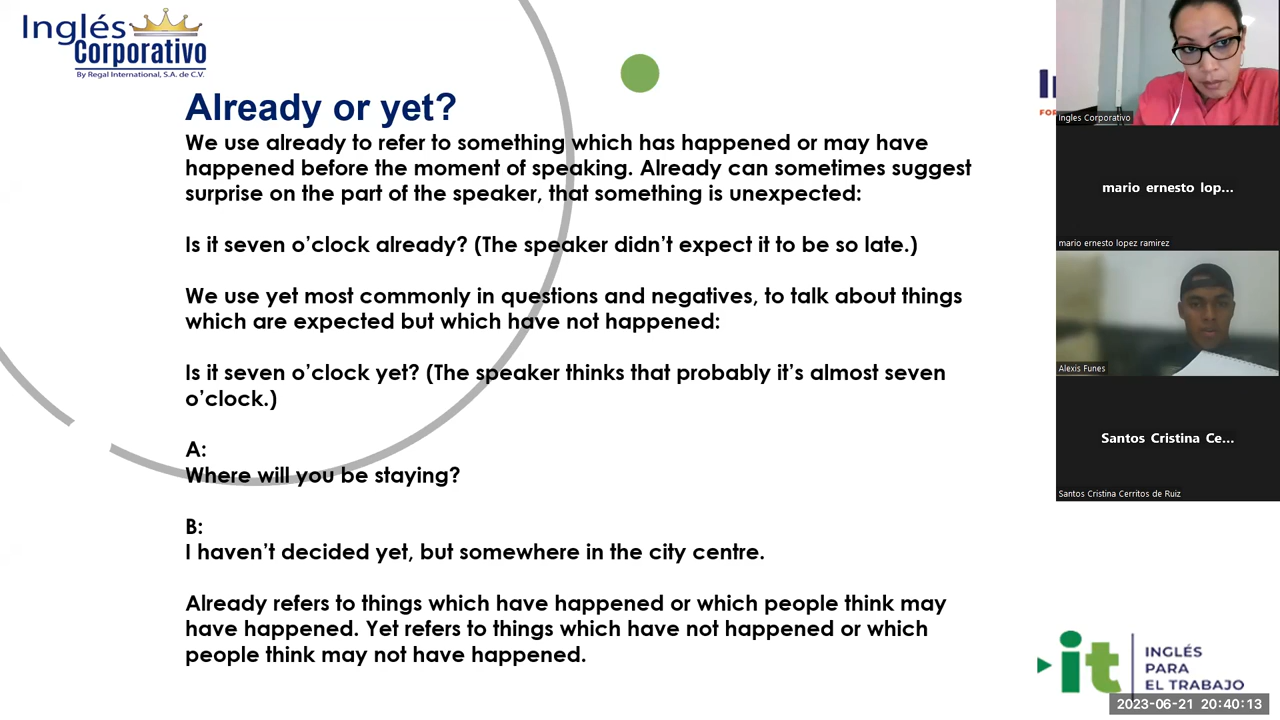 Inglés
Corporativo
By Regal International, S.A. de C.V.
Already or yet?
We use already to refer to something which has happened or may have
happened before the moment of speaking. Already can sometimes suggest
surprise on the part of the speaker, that something is unexpected:
Is it seven o’clock already? (The speaker didn’t expect it to be so late.)
We use yet most commonly in questions and negatives, to talk about things
which are expected but which have not happened:
Is it seven o’clock yet? (The speaker thinks that probably it’s almost seven
o’clock.)
A:
Where will you be staying?
B:
I haven’t decided yet, but somewhere in the city centre.
Already refers to things which have happened or which people think may
have happened. Yet refers to things which have not happened or which
people think may not have happened.
Ingles Corporativo
mario ernesto lop...
mario ernesto lopez ramirez
Alexis Funes
Santos Cristina Ce...
Santos Cristina Cerritos de Ruiz
it
INGLÉS
PARA
EL TRABAJO
2023-06-21 20:40:13